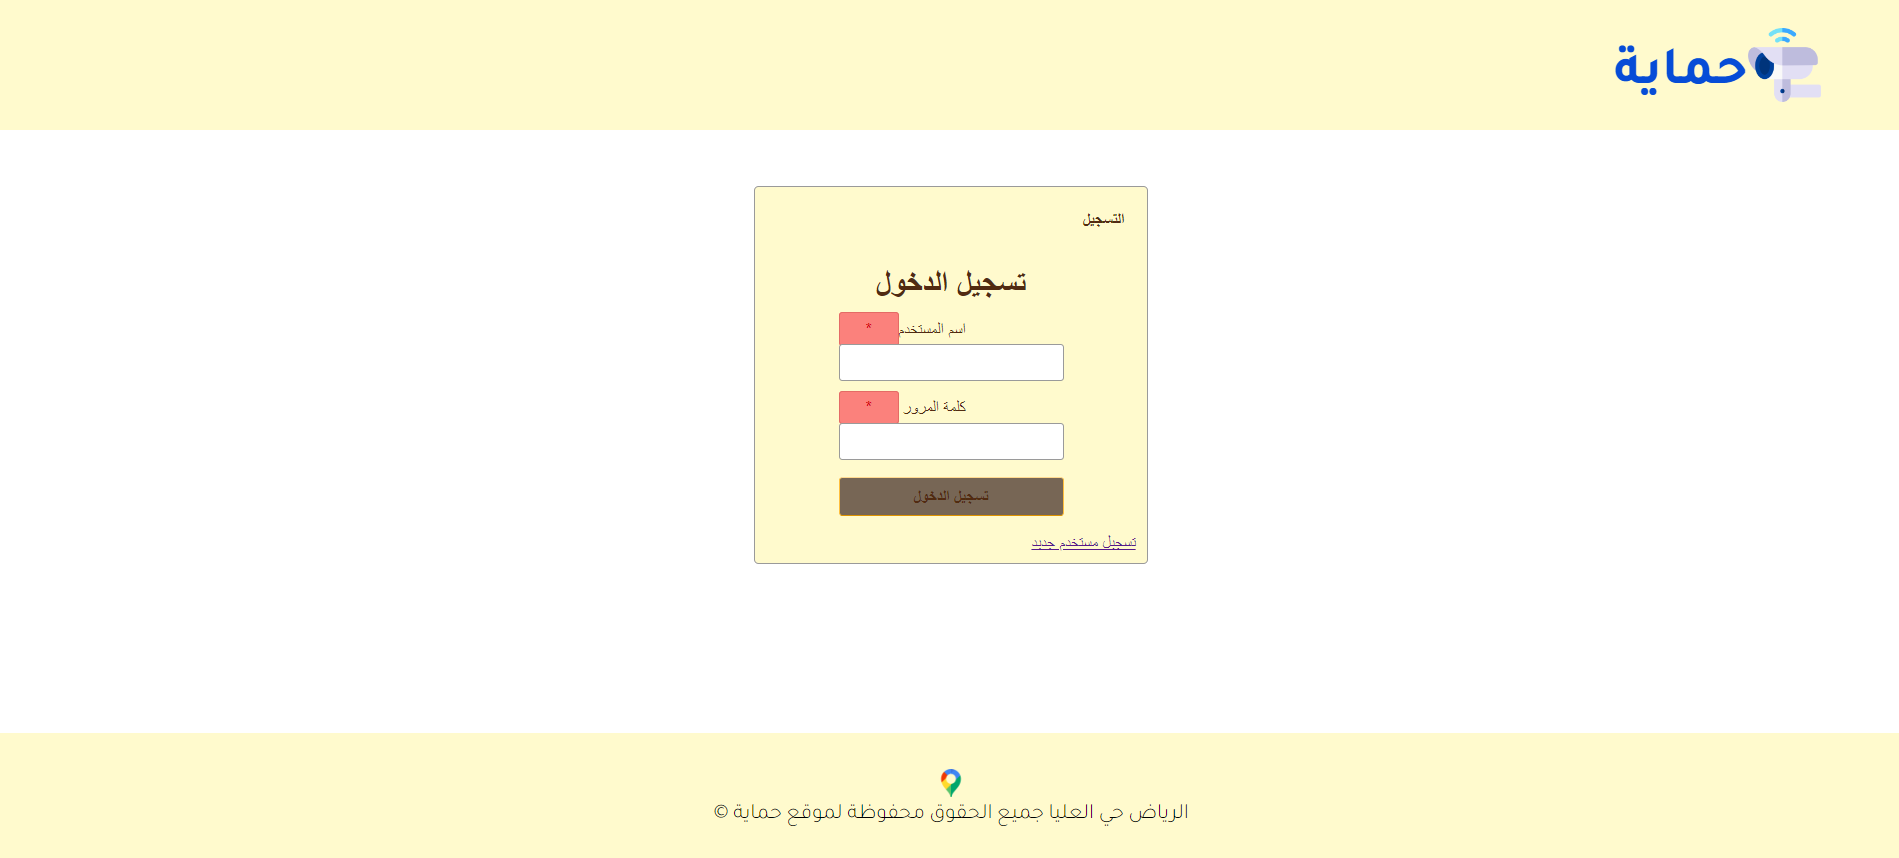 حماية
التسجيل
تسجيل الدخول
اسم المستخدم *
كلمة المرور *
تسجيل الدخول
تسجيل مستخدم جديد
الرياض حي العليا جميع الحقوق محفوظة لموقع حماية ©